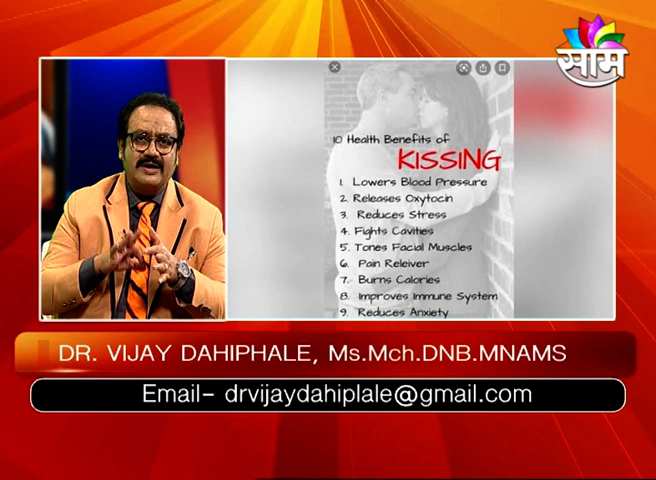 साम
10 Health Benefits of
KISSING
1. Lowers Blood Pressure
2. Releases Oxytocin
3. Reduces Stress
4. Fights Cavities
5. Tones Facial Muscles
6. Pain Releiver
7. Burns Calories
8. Improves Immune System
9. Reduces Anxiety
DR. VIJAY DAHIPHALE, Ms.Mch.DNB.MNAMS
Email- drvijaydahiplale@gmail.com